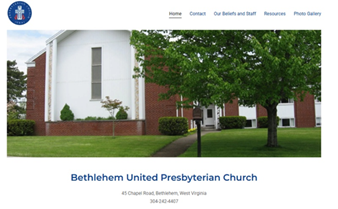 Home Contact Our Beliefs and Staff Resources Photo Gallery
Bethlehem United Presbyterian Church
45 Chapel Road, Bethlehem, West Virginia
304-242-4407